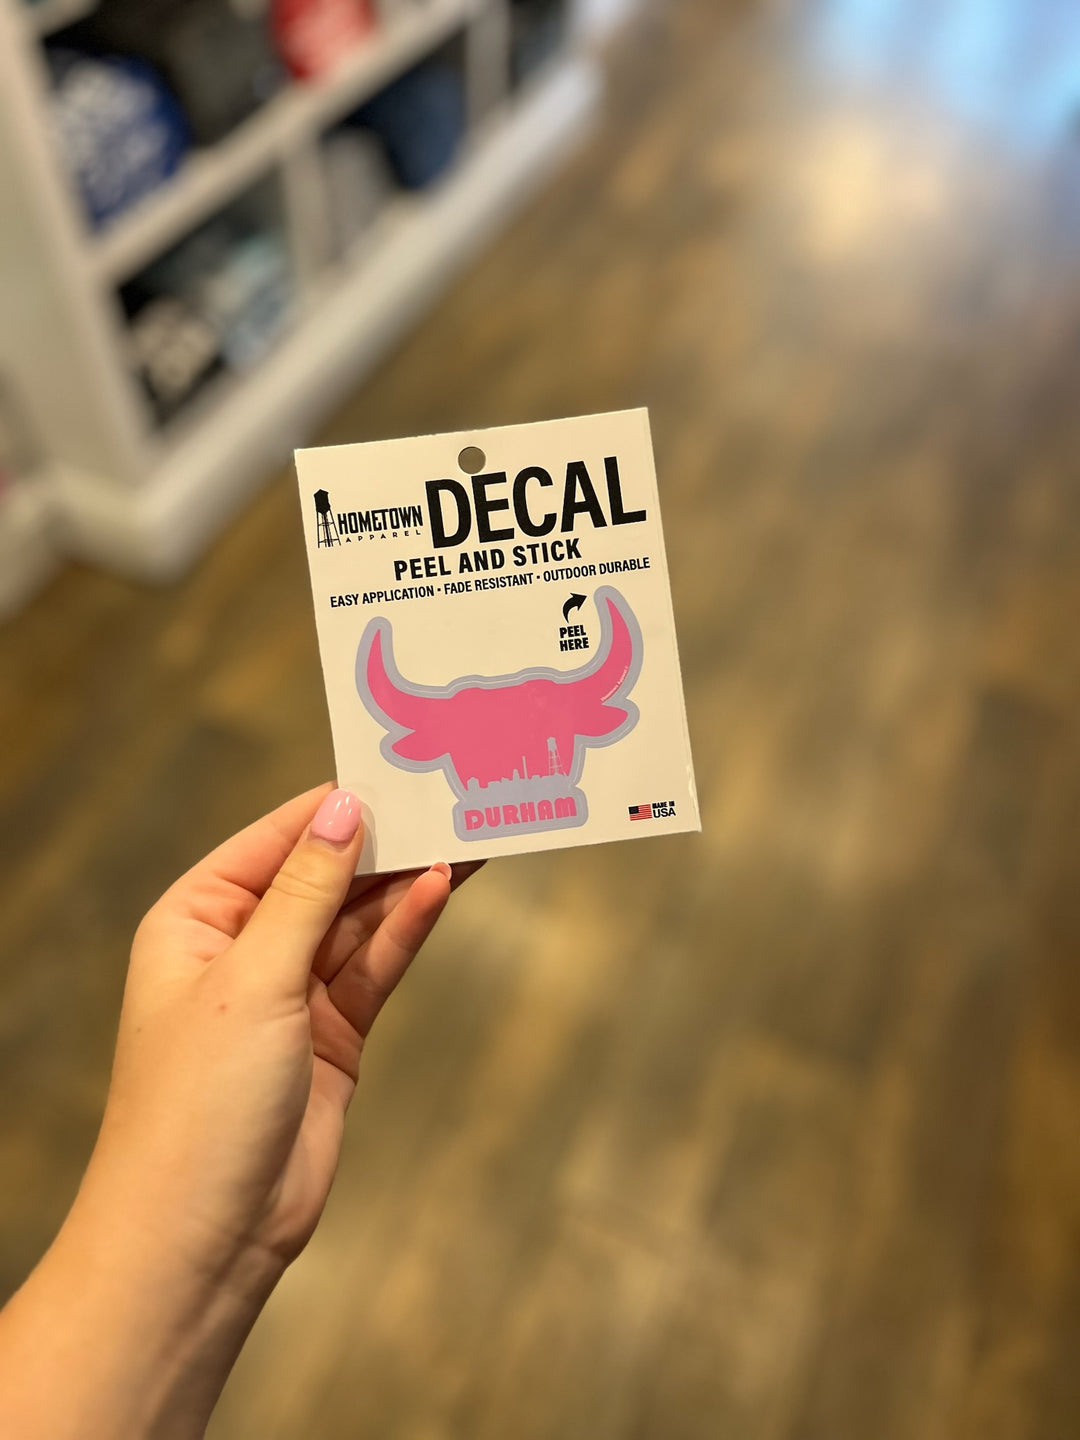 HOMETOWN
APPAREL
DECAL
PEEL AND STICK
EASY APPLICATION • FADE RESISTANT • OUTDOOR DURABLE
PEEL
HERE
DURHAM
MADE IN
USA